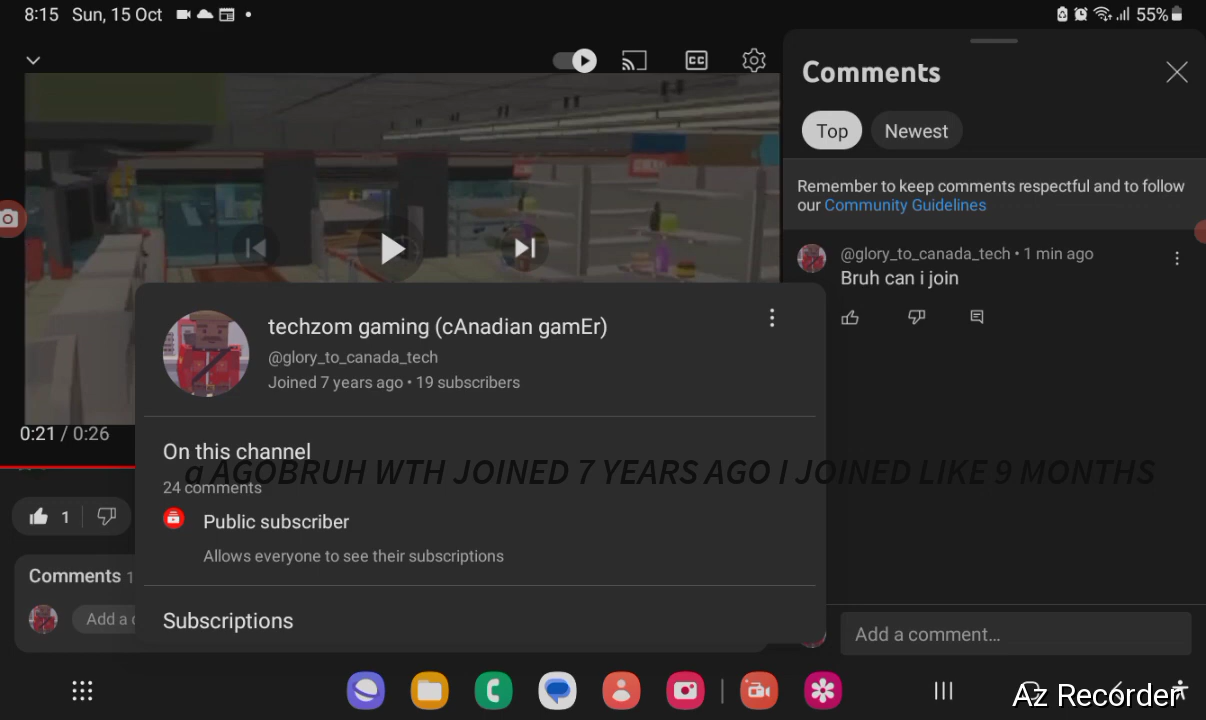 8:15 Sun, 15 Oct
55%
CC
Comments
Top
Newest
Remember to keep comments respectful and to follow
our Community Guidelines
@glory_to_canada_tech • 1 min ago
Bruh can i join
techzom gaming (cAnadian gamEr)
@glory_to_canada_tech
Joined 7 years ago • 19 subscribers
0:21 / 0:26
On this channel
a AGOBRUH WTH JOINED 7 YEARS AGO I JOINED LIKE 9 MONTHS
24 comments
1
Public subscriber
Allows everyone to see their subscriptions
Comments 1
Add a c
Subscriptions
Add a comment...
Az Recorder